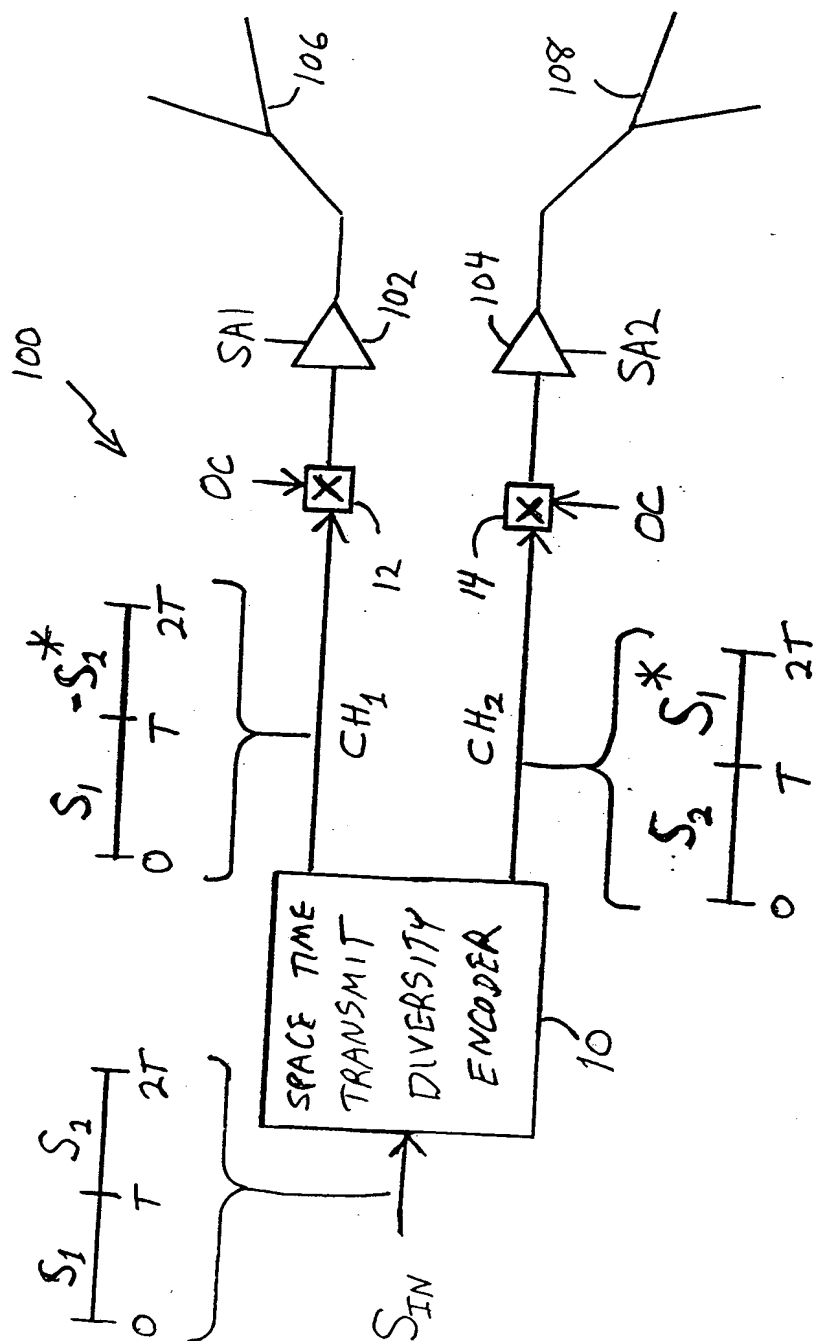 100
S₁ S₂
0 T 2T
S_IN
SPACE TIME
TRANSMIT
DIVERSITY
ENCODER
10
S₁ -S₂*
0 T 2T
CH₁
OC
X
12
SA1
102
106
CH₂
14
X
OC
104
SA2
108
S₂ S₁*
0 T 2T